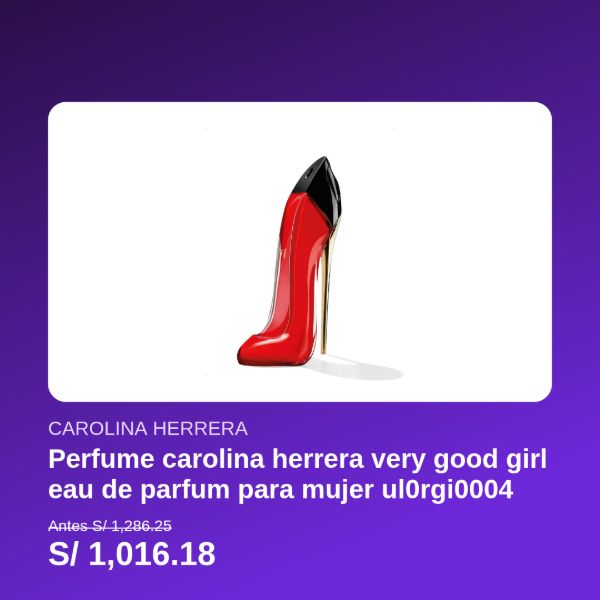 CAROLINA HERRERA
Perfume carolina herrera very good girl
eau de parfum para mujer ul0rgi0004
Antes S/ 1,286.25
S/ 1,016.18